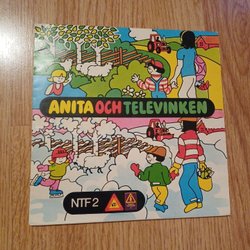 ANITA OCH TELEVINKEN
NTF 2